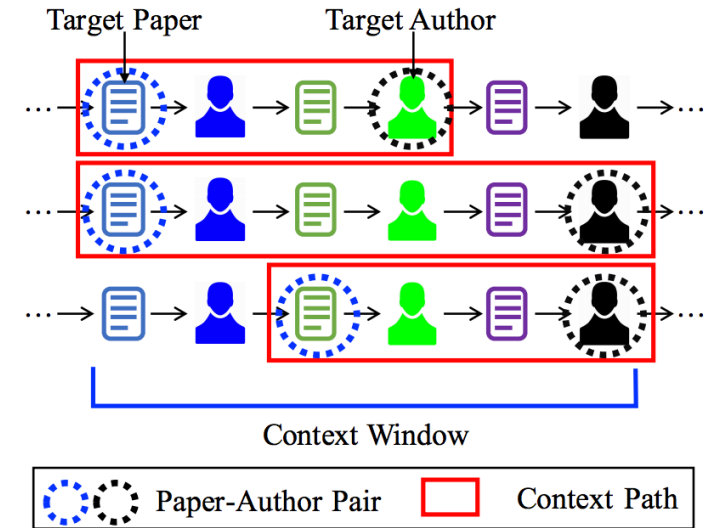 Target Paper Target Author
... ...
... ...
... ...
Context Window
Paper-Author Pair Context Path